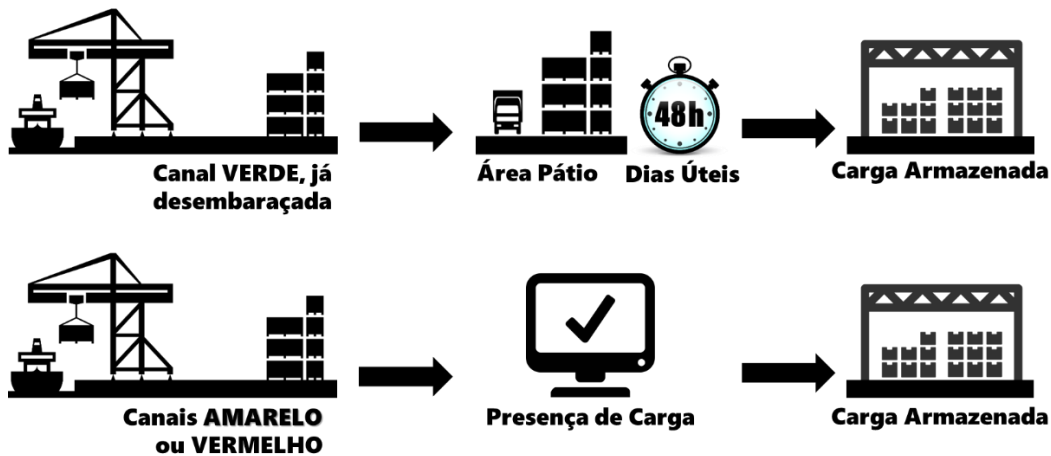 48h
Canal VERDE, já
desembaraçada
Área Pátio
Dias Úteis
Carga Armazenada
Canais AMARELO
ou VERMELHO
Presença de Carga
Carga Armazenada